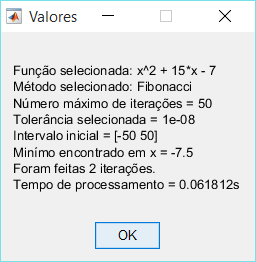 Valores
Função selecionada: x^2 + 15*x - 7
Método selecionado: Fibonacci
Número máximo de iterações = 50
Tolerância selecionada = 1e-08
Intervalo inicial = [-50 50]
Minímo encontrado em x = -7.5
Foram feitas 2 iterações.
Tempo de processamento = 0.061812s
OK